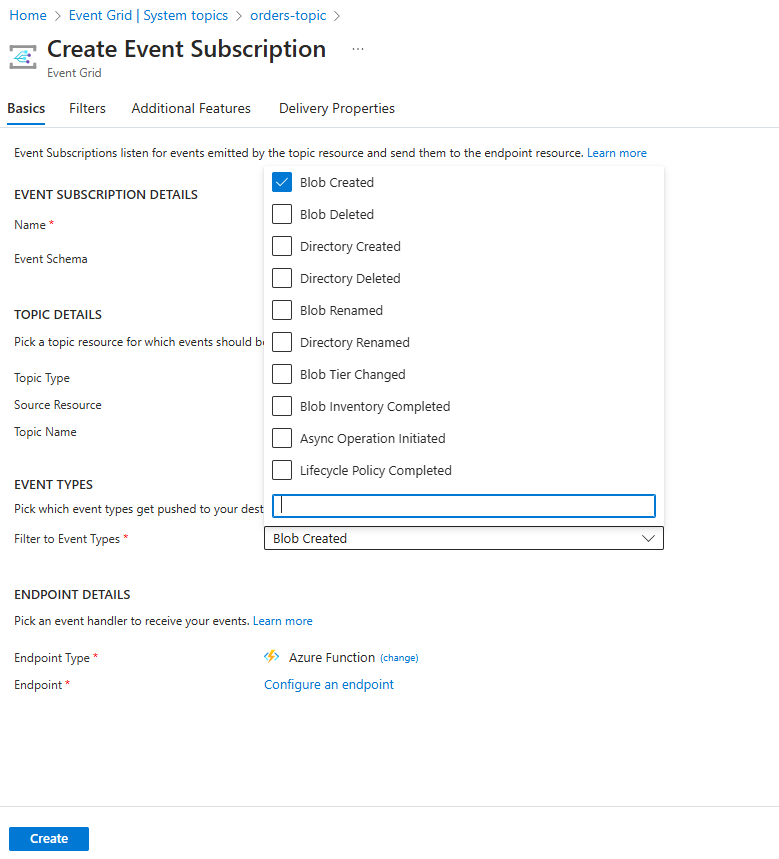 Home > Event Grid | System topics > orders-topic >
Create Event Subscription ...
Event Grid
Basics Filters Additional Features Delivery Properties
Event Subscriptions listen for events emitted by the topic resource and send them to the endpoint resource. Learn more
EVENT SUBSCRIPTION DETAILS
Name *
Event Schema
TOPIC DETAILS
Pick a topic resource for which events should be
Topic Type
Source Resource
Topic Name
EVENT TYPES
Pick which event types get pushed to your dest
Filter to Event Types *
Blob Created
Blob Deleted
Directory Created
Directory Deleted
Blob Renamed
Directory Renamed
Blob Tier Changed
Blob Inventory Completed
Async Operation Initiated
Lifecycle Policy Completed
Blob Created
ENDPOINT DETAILS
Pick an event handler to receive your events. Learn more
Endpoint Type * Azure Function (change)
Endpoint * Configure an endpoint
Create